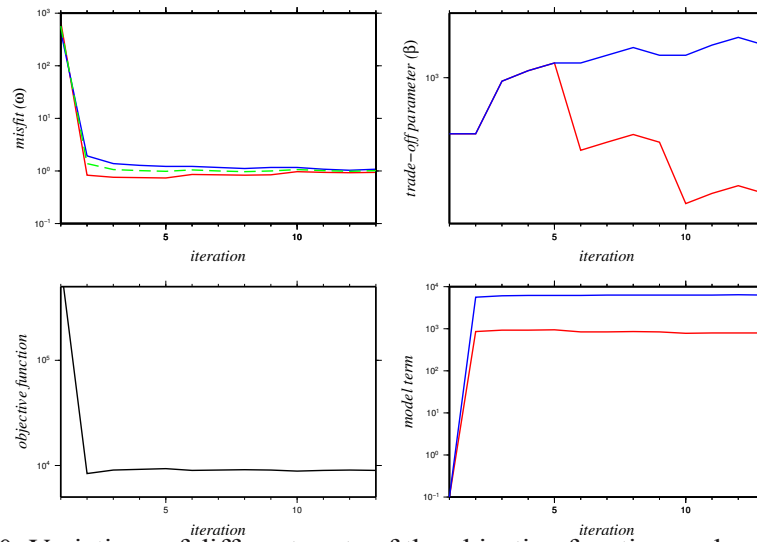 10³
10²
10¹
10⁰
10⁻¹
misfit (ω)
5 10
iteration
10³
trade−off parameter (β)
5 10
iteration
10⁵
10⁴
objective function
5 10
iteration
10⁴
10³
10²
10¹
10⁰
10⁻¹
model term
5 10
iteration